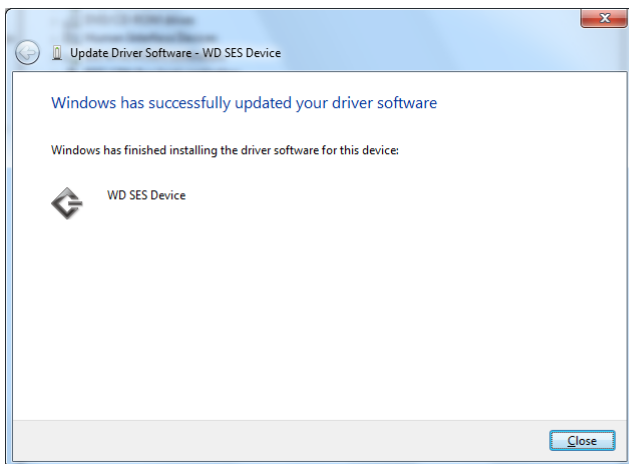 Update Driver Software - WD SES Device
Windows has successfully updated your driver software
Windows has finished installing the driver software for this device:
WD SES Device
Close